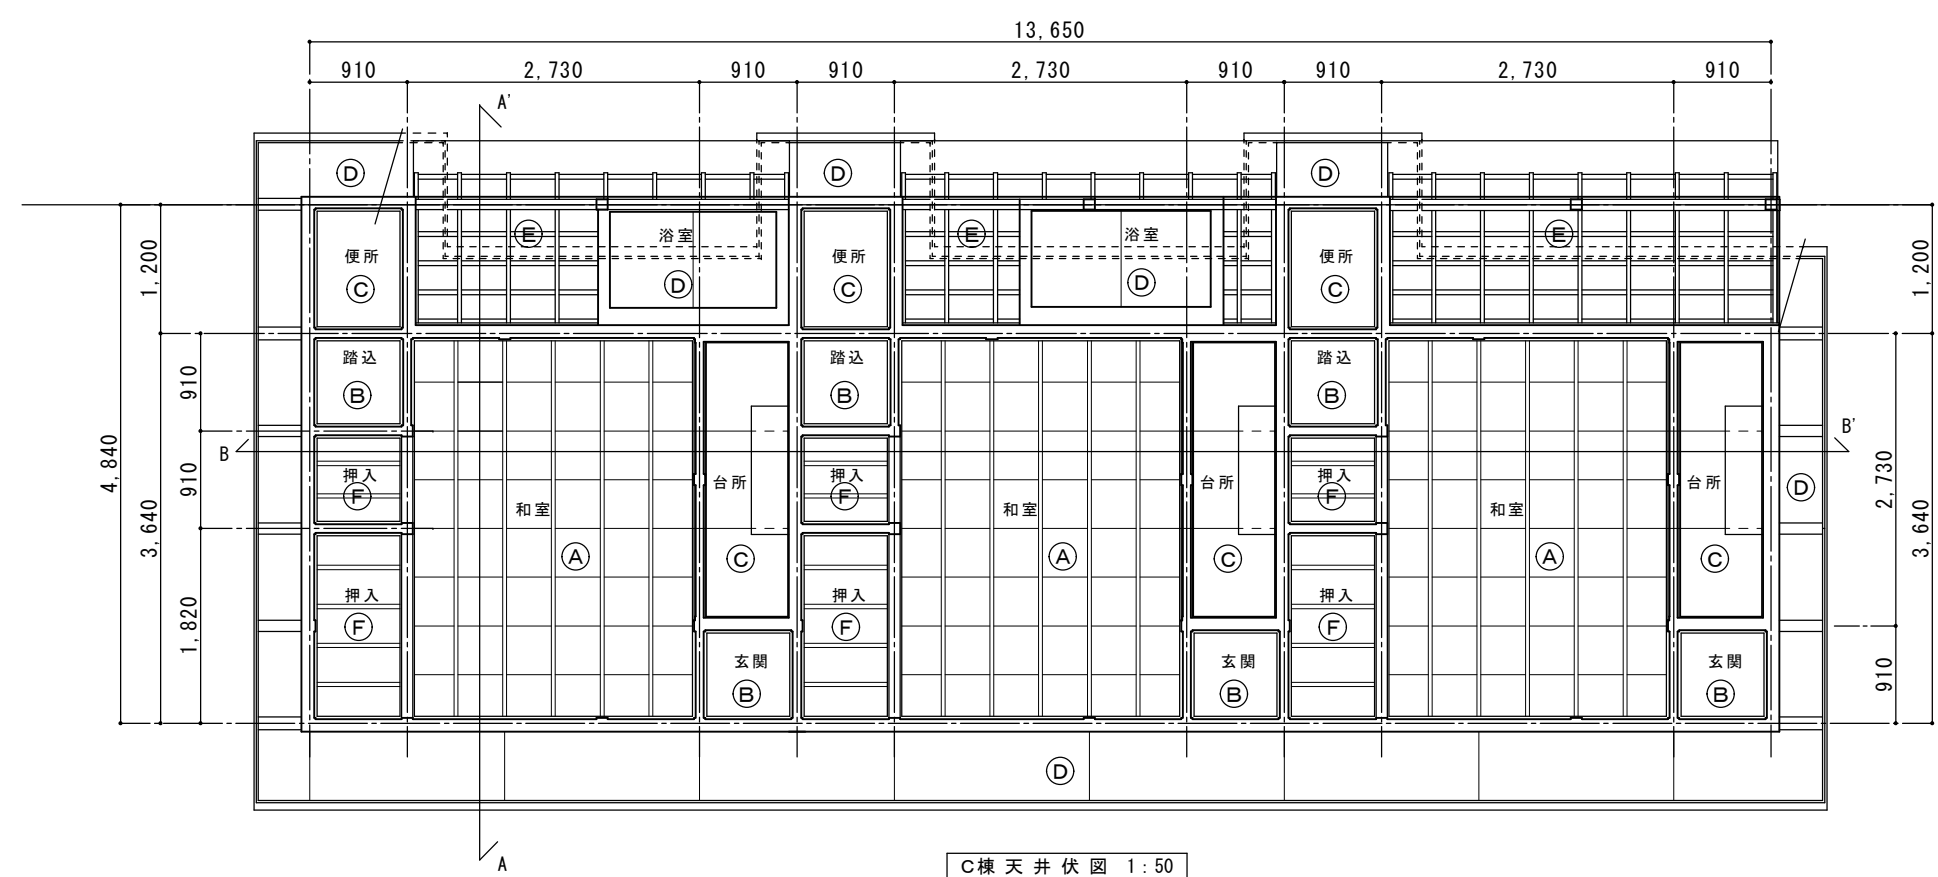 13,650
910 2,730 910 910 2,730 910 910 2,730 910
A'
D D D
E 浴室 E 浴室 E
便所 便所 便所
C D C D C
1,200 1,200
踏込 踏込 踏込
B B B
910
B B'
押入 台所 押入 台所 押入 台所
F F F D
910 2,730
4,840 3,640 3,640
和室 和室 和室
A C A C A C
押入 押入 押入
F F F
1,820
玄関 玄関 玄関
B B B
910
D
A
C棟 天 井 伏 図 1:50